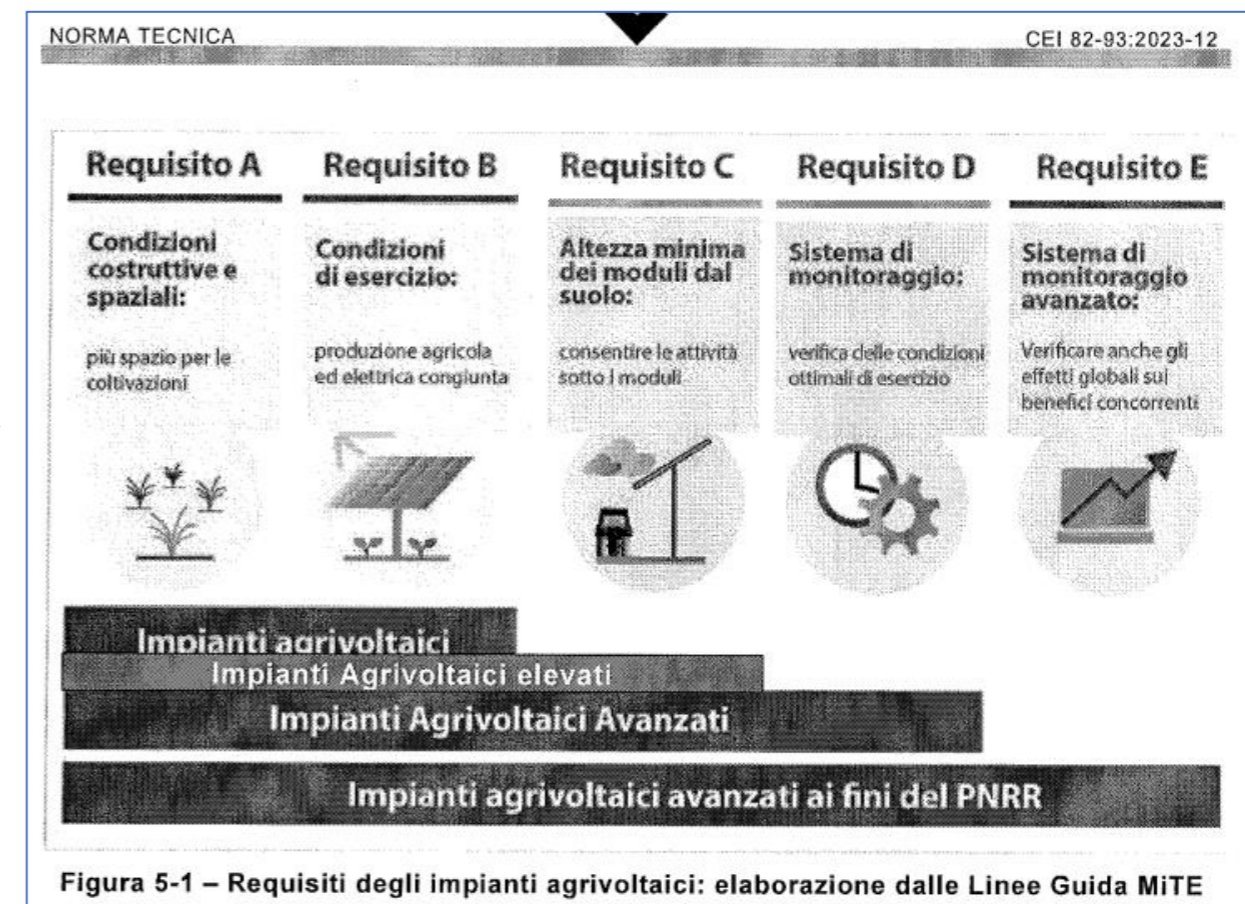 NORMA TECNICA
CEI 82-93:2023-12
Requisito A
Requisito B
Requisito C
Requisito D
Requisito E
Condizioni
costruttive e
spaziali:
più spazio per le
coltivazioni
Condizioni
di esercizio:
produzione agricola
ed elettrica congiunta
Altezza minima
dei moduli dal
suolo:
consentire le attività
sotto i moduli
Sistema di
monitoraggio:
verifica delle condizioni
ottimali di esercizio
Sistema di
monitoraggio
avanzato:
Verificare anche gli
effetti globali sui
benefici concorrenti
Impianti agrivoltaici
Impianti Agrivoltaici elevati
Impianti Agrivoltaici Avanzati
Impianti agrivoltaici avanzati ai fini del PNRR
Figura 5-1 – Requisiti degli impianti agrivoltaici: elaborazione dalle Linee Guida MiTE